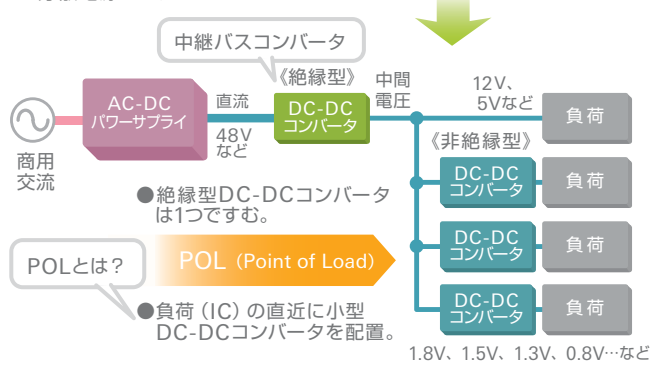 中継バスコンバータ
《絶縁型》
中間
電圧
12V、
5Vなど
AC-DC
パワーサプライ
直流
48V
など
DC-DC
コンバータ
負荷
商用
交流
《非絶縁型》
DC-DC
コンバータ
負荷
●絶縁型DC-DCコンバータ
は1つですむ。
DC-DC
コンバータ
負荷
POLとは？
POL（Point of Load）
●負荷（IC）の直近に小型
DC-DCコンバータを配置。
DC-DC
コンバータ
負荷
1.8V、1.5V、1.3V、0.8V…など